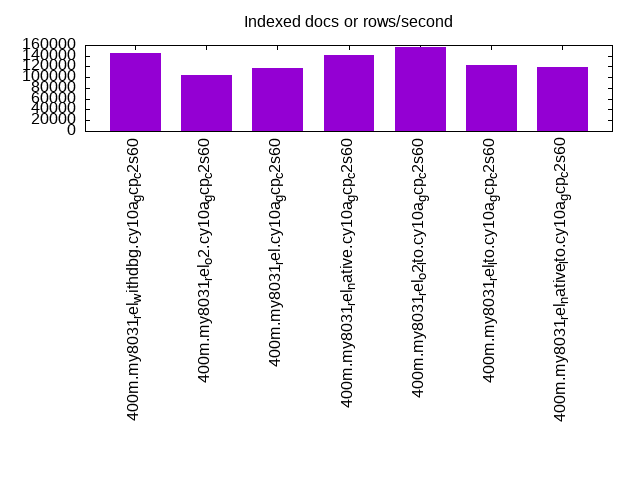 Indexed docs or rows/second
160000
140000
120000
100000
80000
60000
40000
20000
0
400m.my8031relwithdbg.cy10agcpc2s60
400m.my8031relo2.cy10agcpc2s60
400m.my8031rel.cy10agcpc2s60
400m.my8031relnative.cy10agcpc2s60
400m.my8031relo2lto.cy10agcpc2s60
400m.my8031rellto.cy10agcpc2s60
400m.my8031relnativelto.cy10agcpc2s60